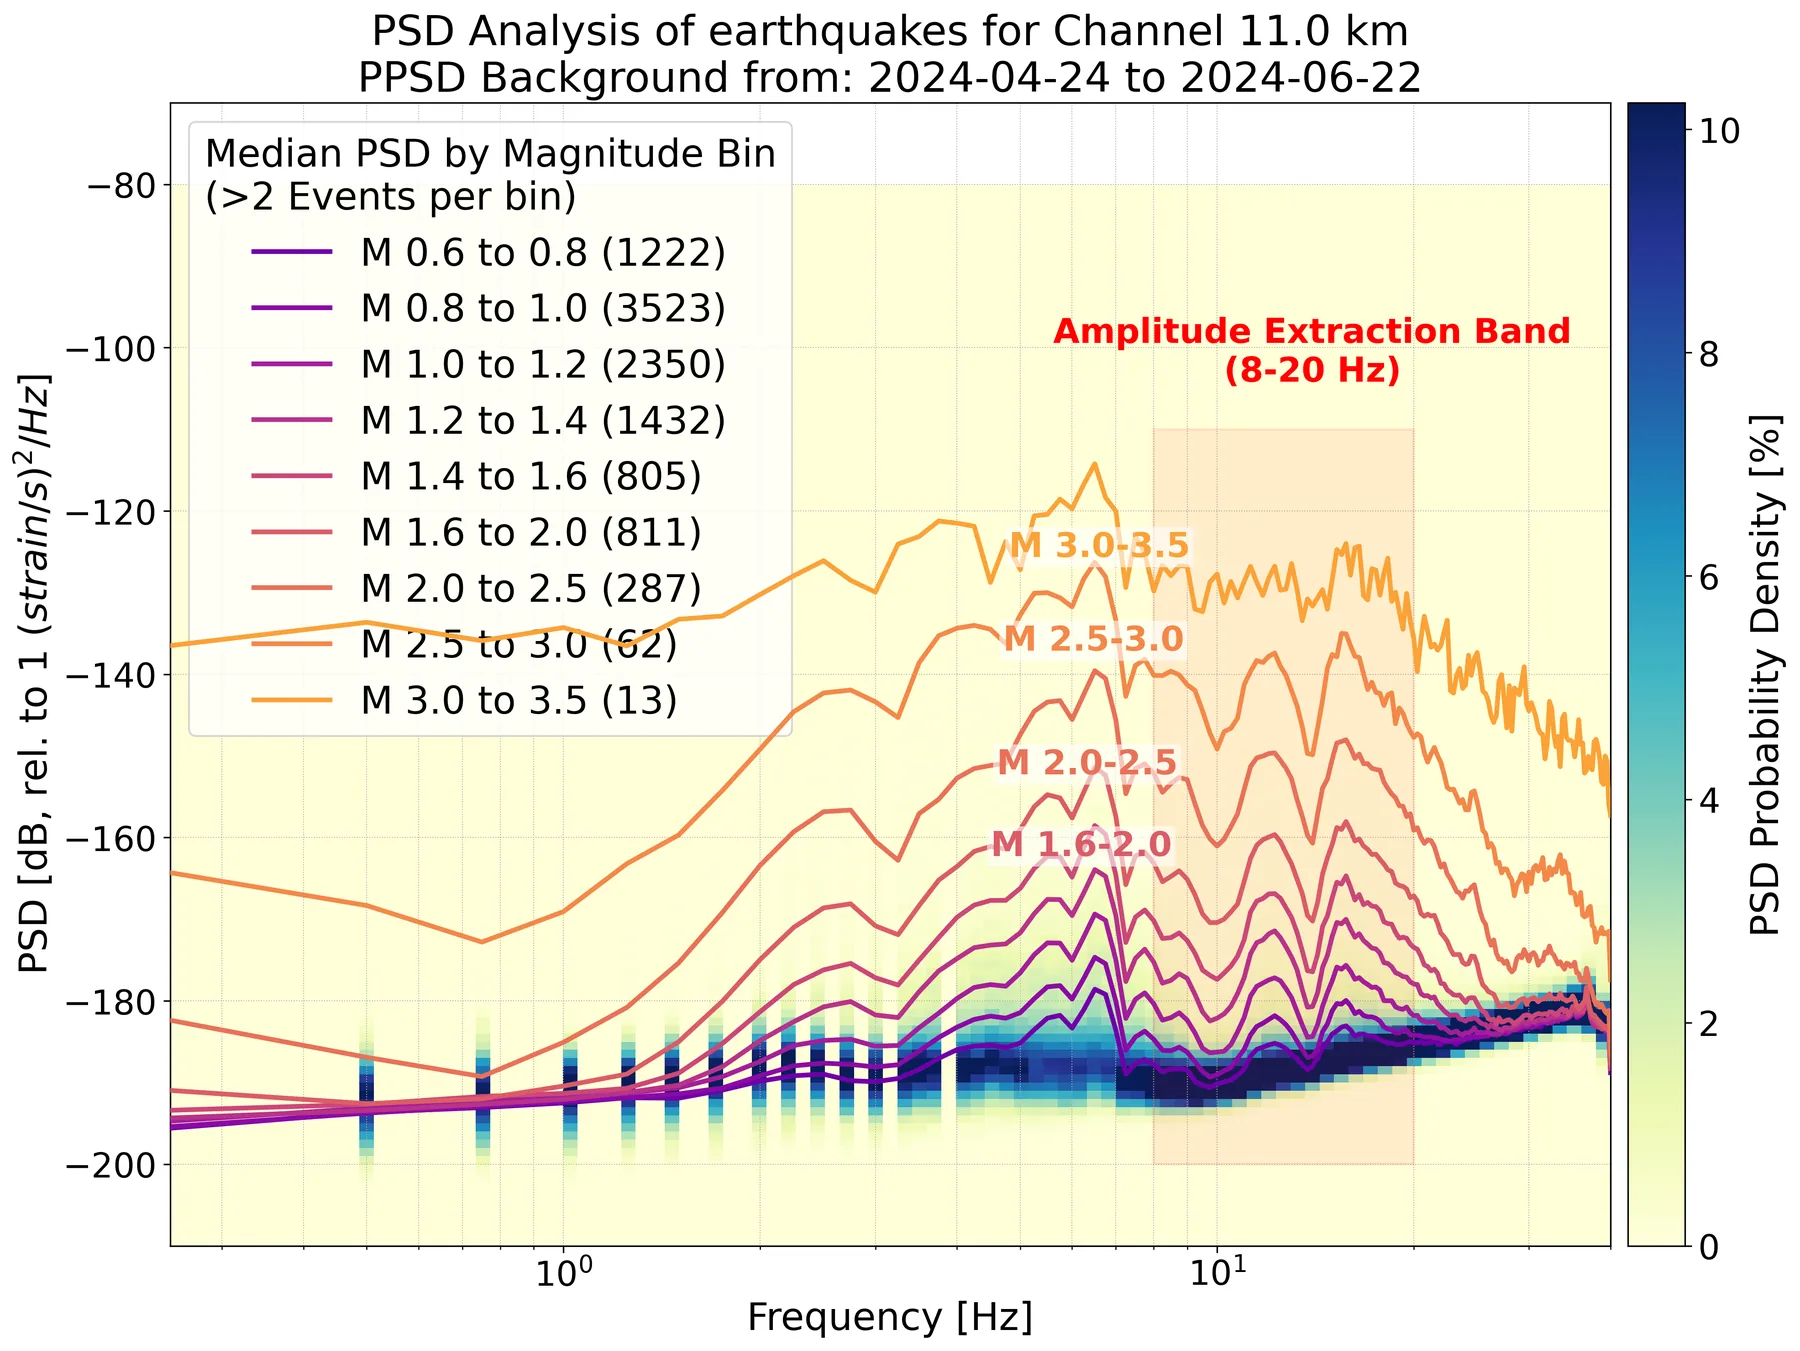 PSD Analysis of earthquakes for Channel 11.0 km
PPSD Background from: 2024-04-24 to 2024-06-22
Median PSD by Magnitude Bin
(>2 Events per bin)
M 0.6 to 0.8 (1222)
M 0.8 to 1.0 (3523)
M 1.0 to 1.2 (2350)
M 1.2 to 1.4 (1432)
M 1.4 to 1.6 (805)
M 1.6 to 2.0 (811)
M 2.0 to 2.5 (287)
M 2.5 to 3.0 (62)
M 3.0 to 3.5 (13)
Amplitude Extraction Band
(8-20 Hz)
M 3.0-3.5
M 2.5-3.0
M 2.0-2.5
M 1.6-2.0
−80
−100
−120
−140
−160
−180
−200
PSD [dB, rel. to 1 (strain/s)²/Hz]
10⁰
10¹
Frequency [Hz]
10
8
6
4
2
0
PSD Probability Density [%]